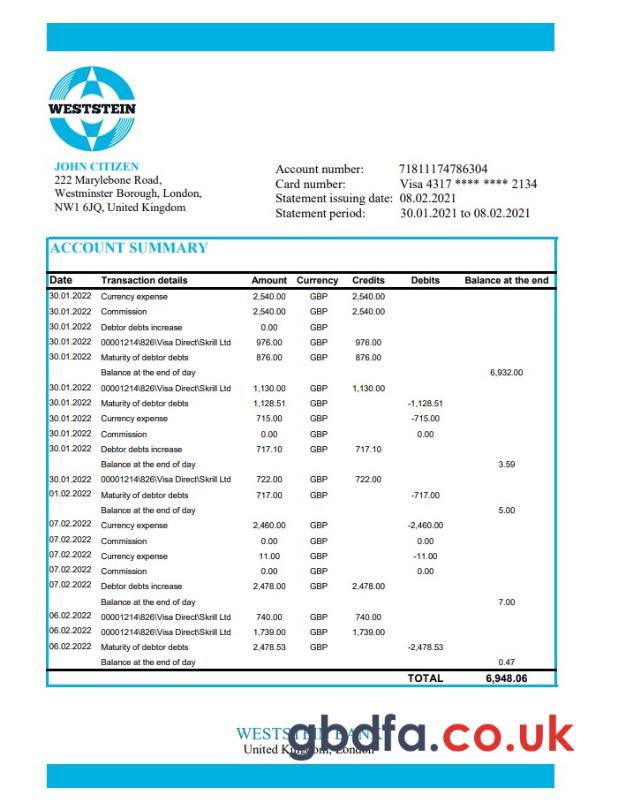 WESTSTEIN
JOHN CITIZEN
222 Marylebone Road,
Westminster Borough, London,
NW1 6JQ, United Kingdom
Account number: 71811174786304
Card number: Visa 4317 **** **** 2134
Statement issuing date: 08.02.2021
Statement period: 30.01.2021 to 08.02.2021
ACCOUNT SUMMARY
Date Transaction details Amount Currency Credits Debits Balance at the end
30.01.2022 Currency expense 2,540.00 GBP 2,540.00
30.01.2022 Commission 2,540.00 GBP 2,540.00
30.01.2022 Debtor debts increase 0.00 GBP
30.01.2022 00001214\826\Visa Direct\Skrill Ltd 976.00 GBP 976.00
30.01.2022 Maturity of debtor debts 876.00 GBP 876.00
Balance at the end of day 6,932.00
30.01.2022 00001214\826\Visa Direct\Skrill Ltd 1,130.00 GBP 1,130.00
30.01.2022 Maturity of debtor debts 1,128.51 GBP -1,128.51
30.01.2022 Currency expense 715.00 GBP -715.00
30.01.2022 Commission 0.00 GBP 0.00
30.01.2022 Debtor debts increase 717.10 GBP 717.10
Balance at the end of day 3.59
30.01.2022 00001214\826\Visa Direct\Skrill Ltd 722.00 GBP 722.00
01.02.2022 Maturity of debtor debts 717.00 GBP -717.00
Balance at the end of day 5.00
07.02.2022 Currency expense 2,460.00 GBP -2,460.00
07.02.2022 Commission 0.00 GBP 0.00
07.02.2022 Currency expense 11.00 GBP -11.00
07.02.2022 Commission 0.00 GBP 0.00
07.02.2022 Debtor debts increase 2,478.00 GBP 2,478.00
Balance at the end of day 7.00
06.02.2022 00001214\826\Visa Direct\Skrill Ltd 740.00 GBP 740.00
06.02.2022 00001214\826\Visa Direct\Skrill Ltd 1,739.00 GBP 1,739.00
06.02.2022 Maturity of debtor debts 2,478.53 GBP -2,478.53
Balance at the end of day 0.47
TOTAL 6,948.06
WESTSTEIN BANK
gbdfa.co.uk
United Kingdom, London